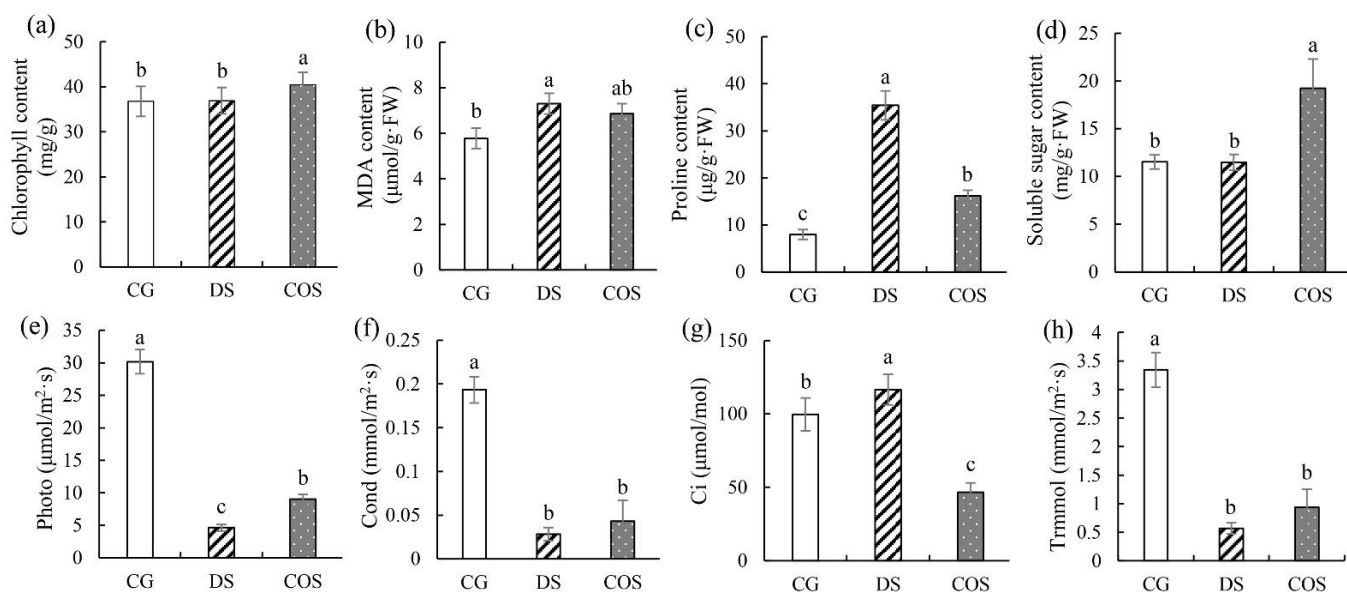 (a)
Chlorophyll content
(mg/g)
50
40
30
20
10
0
b
b
a
CG
DS
COS
(b)
MDA content
(μmol/g·FW)
10
8
6
4
2
0
b
a
ab
CG
DS
COS
(c)
Proline content
(μg/g·FW)
50
40
30
20
10
0
c
a
b
CG
DS
COS
(d)
Soluble sugar content
(mg/g·FW)
25
20
15
10
5
0
b
b
a
CG
DS
COS
(e)
Photo (μmol/m²·s)
35
30
25
20
15
10
5
0
a
c
b
CG
DS
COS
(f)
Cond (mmol/m²·s)
0.25
0.2
0.15
0.1
0.05
0
a
b
b
CG
DS
COS
(g)
Ci (μmol/mol)
150
100
50
0
b
a
c
CG
DS
COS
(h)
Trmmol (mmol/m²·s)
4
3.5
3
2.5
2
1.5
1
0.5
0
a
b
b
CG
DS
COS